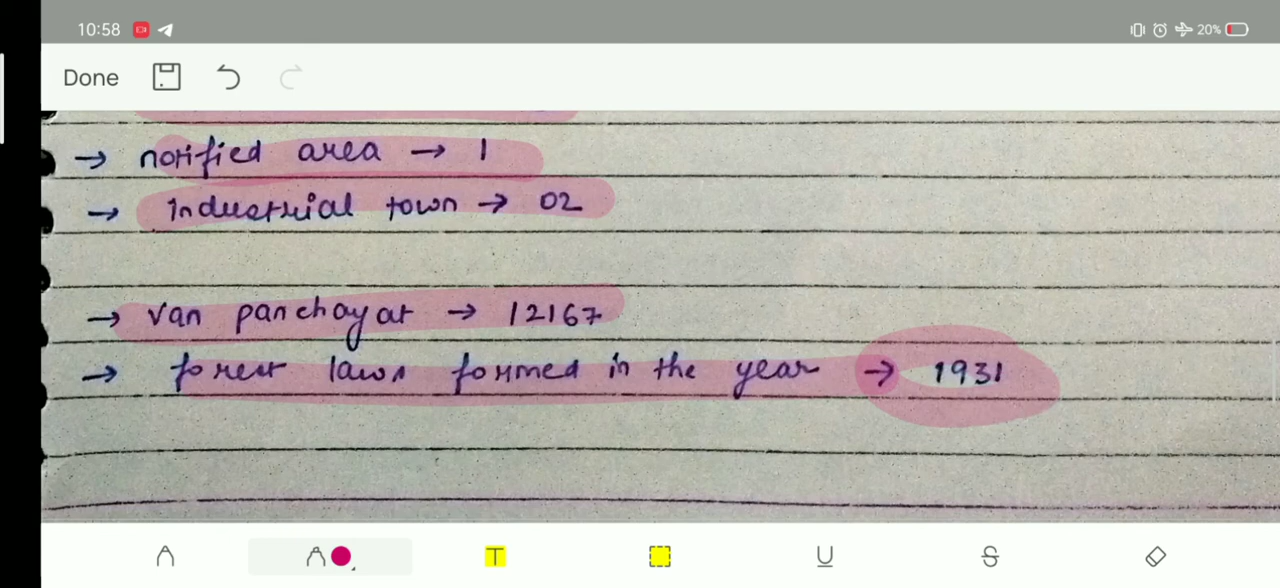 10:58 20%
Done
→ notified area → 1
→ Industrial town → 02
→ van panchayat → 12167
→ forest laws formed in the year → 1931
T U S